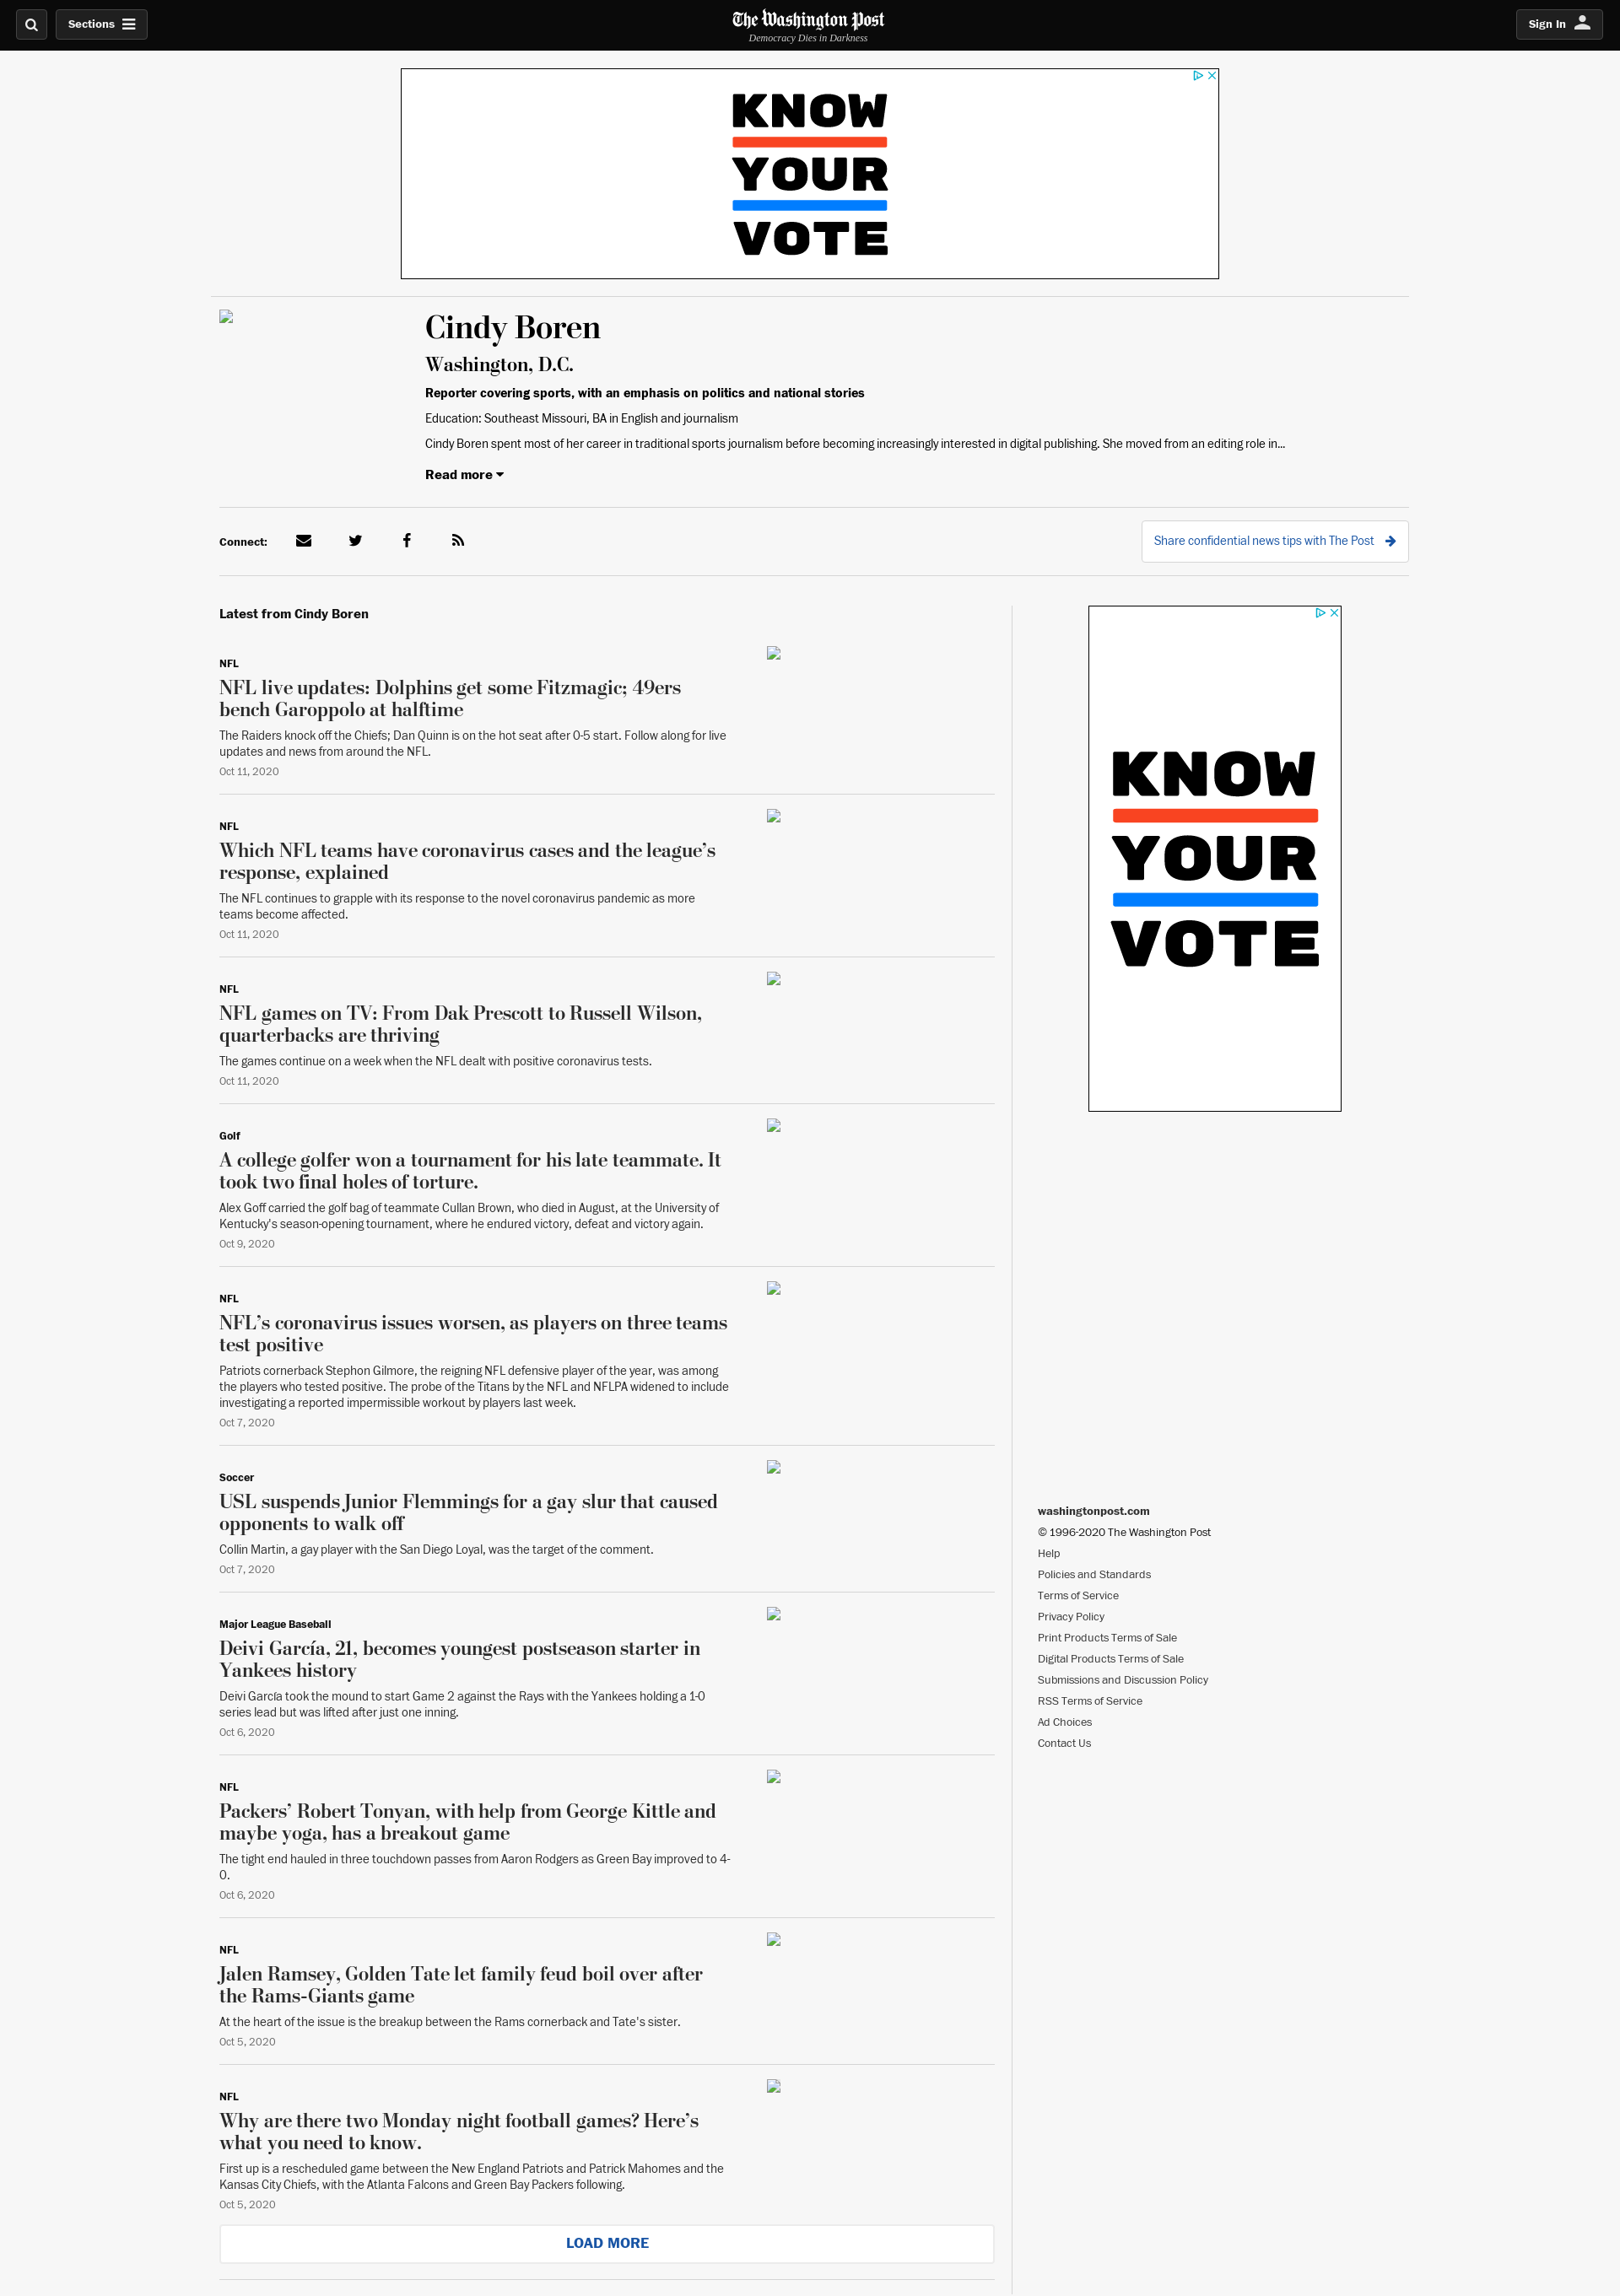 Sections
The Washington Post
Democracy Dies in Darkness
Sign In
KNOW
YOUR
VOTE
Cindy Boren
Washington, D.C.
Reporter covering sports, with an emphasis on politics and national stories
Education: Southeast Missouri, BA in English and journalism
Cindy Boren spent most of her career in traditional sports journalism before becoming increasingly interested in digital publishing. She moved from an editing role in...
Read more
Connect:
Share confidential news tips with The Post
Latest from Cindy Boren
NFL
NFL live updates: Dolphins get some Fitzmagic; 49ers
bench Garoppolo at halftime
The Raiders knock off the Chiefs; Dan Quinn is on the hot seat after 0-5 start. Follow along for live
updates and news from around the NFL.
Oct 11, 2020
NFL
Which NFL teams have coronavirus cases and the league’s
response, explained
The NFL continues to grapple with its response to the novel coronavirus pandemic as more
teams become affected.
Oct 11, 2020
NFL
NFL games on TV: From Dak Prescott to Russell Wilson,
quarterbacks are thriving
The games continue on a week when the NFL dealt with positive coronavirus tests.
Oct 11, 2020
Golf
A college golfer won a tournament for his late teammate. It
took two final holes of torture.
Alex Goff carried the golf bag of teammate Cullan Brown, who died in August, at the University of
Kentucky's season-opening tournament, where he endured victory, defeat and victory again.
Oct 9, 2020
NFL
NFL’s coronavirus issues worsen, as players on three teams
test positive
Patriots cornerback Stephon Gilmore, the reigning NFL defensive player of the year, was among
the players who tested positive. The probe of the Titans by the NFL and NFLPA widened to include
investigating a reported impermissible workout by players last week.
Oct 7, 2020
Soccer
USL suspends Junior Flemmings for a gay slur that caused
opponents to walk off
Collin Martin, a gay player with the San Diego Loyal, was the target of the comment.
Oct 7, 2020
Major League Baseball
Deivi García, 21, becomes youngest postseason starter in
Yankees history
Deivi García took the mound to start Game 2 against the Rays with the Yankees holding a 1-0
series lead but was lifted after just one inning.
Oct 6, 2020
NFL
Packers’ Robert Tonyan, with help from George Kittle and
maybe yoga, has a breakout game
The tight end hauled in three touchdown passes from Aaron Rodgers as Green Bay improved to 4-
0.
Oct 6, 2020
NFL
Jalen Ramsey, Golden Tate let family feud boil over after
the Rams-Giants game
At the heart of the issue is the breakup between the Rams cornerback and Tate's sister.
Oct 5, 2020
NFL
Why are there two Monday night football games? Here’s
what you need to know.
First up is a rescheduled game between the New England Patriots and Patrick Mahomes and the
Kansas City Chiefs, with the Atlanta Falcons and Green Bay Packers following.
Oct 5, 2020
LOAD MORE
KNOW
YOUR
VOTE
washingtonpost.com
© 1996-2020 The Washington Post
Help
Policies and Standards
Terms of Service
Privacy Policy
Print Products Terms of Sale
Digital Products Terms of Sale
Submissions and Discussion Policy
RSS Terms of Service
Ad Choices
Contact Us